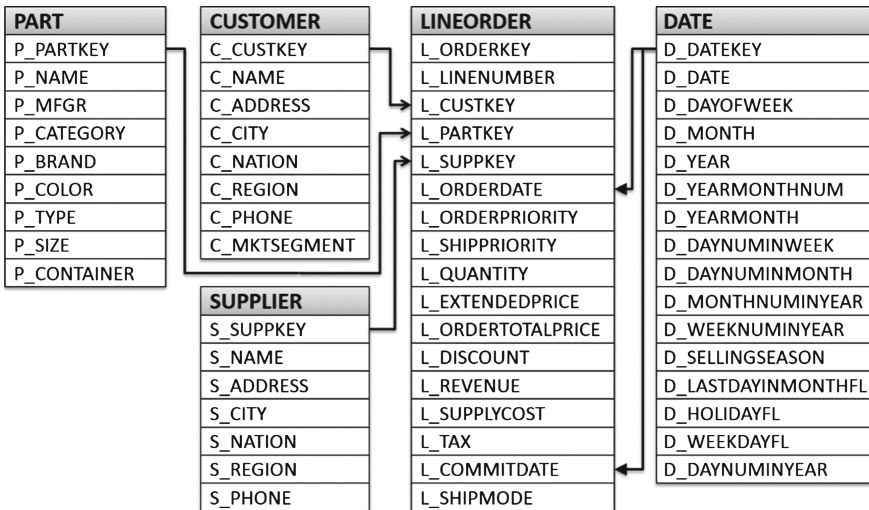 PART
P_PARTKEY
P_NAME
P_MFGR
P_CATEGORY
P_BRAND
P_COLOR
P_TYPE
P_SIZE
P_CONTAINER
CUSTOMER
C_CUSTKEY
C_NAME
C_ADDRESS
C_CITY
C_NATION
C_REGION
C_PHONE
C_MKTSEGMENT
SUPPLIER
S_SUPPKEY
S_NAME
S_ADDRESS
S_CITY
S_NATION
S_REGION
S_PHONE
LINEORDER
L_ORDERKEY
L_LINENUMBER
L_CUSTKEY
L_PARTKEY
L_SUPPKEY
L_ORDERDATE
L_ORDERPRIORITY
L_SHIPPRIORITY
L_QUANTITY
L_EXTENDEDPRICE
L_ORDERTOTALPRICE
L_DISCOUNT
L_REVENUE
L_SUPPLYCOST
L_TAX
L_COMMITDATE
L_SHIPMODE
DATE
D_DATEKEY
D_DATE
D_DAYOFWEEK
D_MONTH
D_YEAR
D_YEARMONTHNUM
D_YEARMONTH
D_DAYNUMINWEEK
D_DAYNUMINMONTH
D_MONTHNUMINYEAR
D_WEEKNUMINYEAR
D_SELLINGSEASON
D_LASTDAYINMONTHFL
D_HOLIDAYFL
D_WEEKDAYFL
D_DAYNUMINYEAR